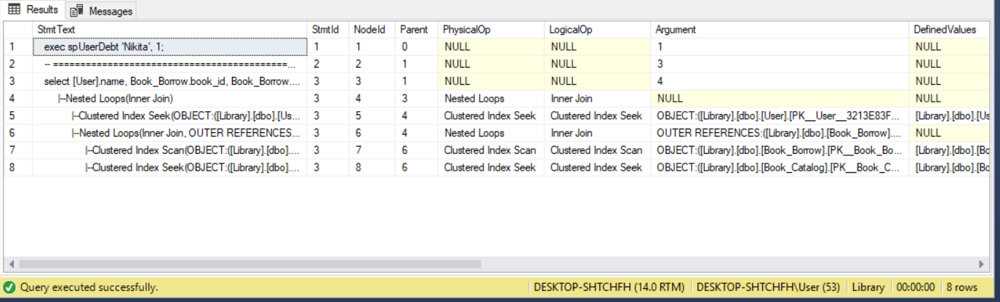 Results Messages
StmtText StmtId NodeId Parent PhysicalOp LogicalOp Argument DefinedValues
1 exec spUserDebt 'Nikita', 1; 1 1 0 NULL NULL 1 NULL
2 -- ============================================... 2 2 1 NULL NULL 3 NULL
3 select [User].name, Book_Borrow.book_id, Book_Borrow.... 3 3 1 NULL NULL 4 NULL
4 |--Nested Loops(Inner Join) 3 4 3 Nested Loops Inner Join NULL NULL
5 |--Clustered Index Seek(OBJECT:([Library].[dbo].[Us... 3 5 4 Clustered Index Seek Clustered Index Seek OBJECT:([Library].[dbo].[User].[PK__User__3213E83F... [Library].[dbo].[Us
6 |--Nested Loops(Inner Join, OUTER REFERENCES... 3 6 4 Nested Loops Inner Join OUTER REFERENCES:([Library].[dbo].[Book_Borrow].... NULL
7 |--Clustered Index Scan(OBJECT:([Library].[dbo].... 3 7 6 Clustered Index Scan Clustered Index Scan OBJECT:([Library].[dbo].[Book_Borrow].[PK__Book_Bo... [Library].[dbo].[Bo
8 |--Clustered Index Seek(OBJECT:([Library].[dbo].... 3 8 6 Clustered Index Seek Clustered Index Seek OBJECT:([Library].[dbo].[Book_Catalog].[PK__Book_C... [Library].[dbo].[Bo
Query executed successfully. DESKTOP-SHTCHFH (14.0 RTM) DESKTOP-SHTCHFH\User (53) Library 00:00:00 8 rows